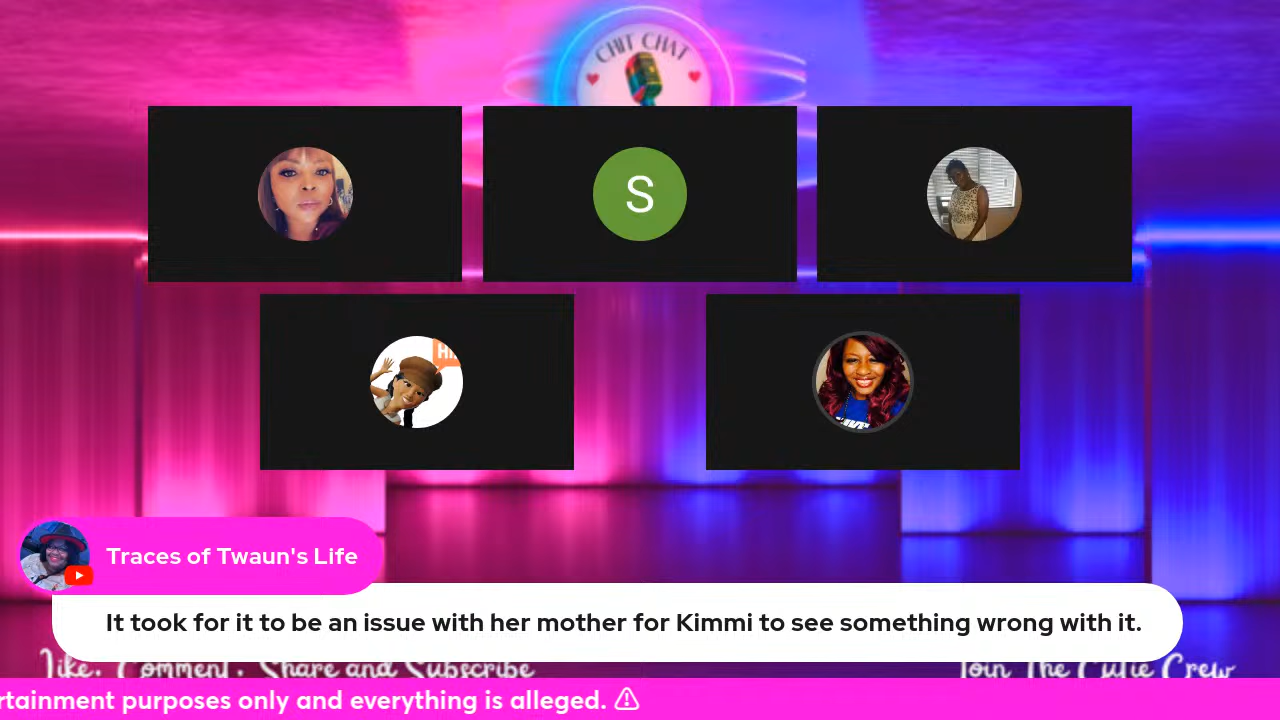 CHIT CHAT
S
HI
Traces of Twaun's Life
It took for it to be an issue with her mother for Kimmi to see something wrong with it.
Like. Comment. Share and Subscribe
Join The Cutie Crew
rtainment purposes only and everything is alleged. ⚠